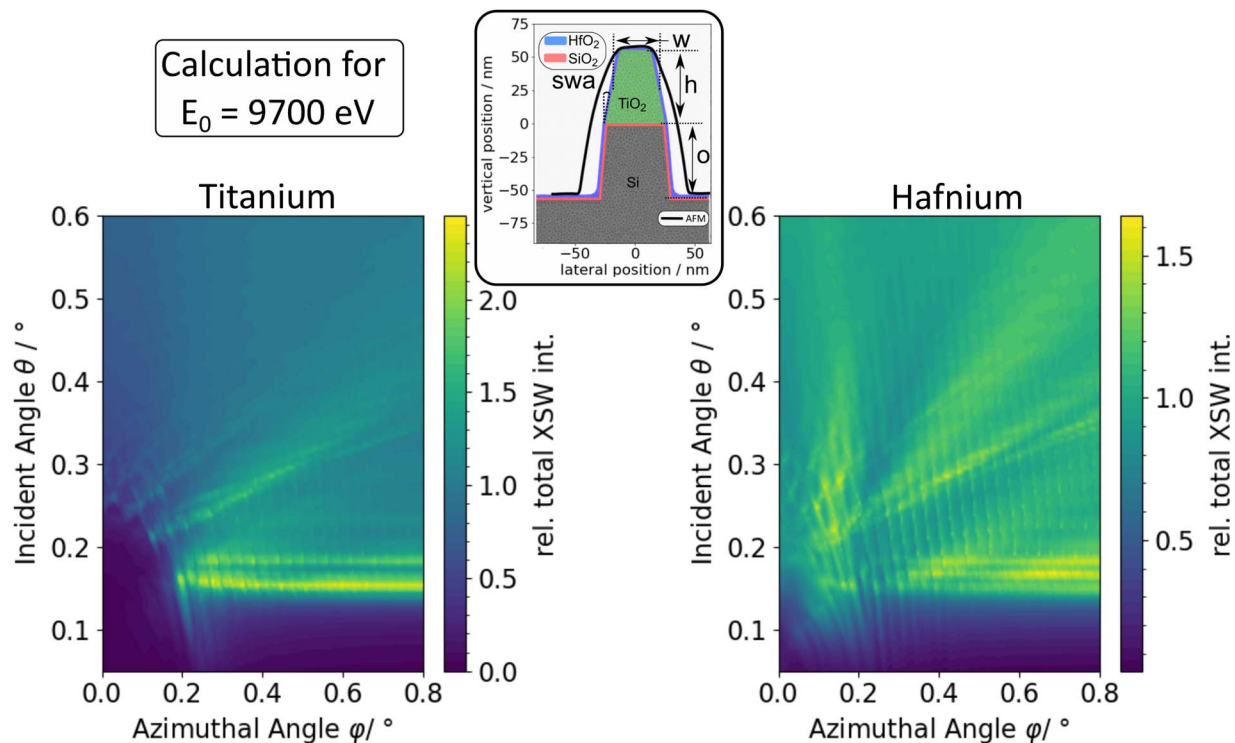 Calculation for
E₀ = 9700 eV
75
50
25
0
−25
−50
−75
vertical position / nm
HfO₂
SiO₂
swa
w
h
TiO₂
o
Si
AFM
−50
0
50
lateral position / nm
Titanium
0.6
0.5
0.4
0.3
0.2
0.1
Incident Angle θ / °
0.0
0.2
0.4
0.6
0.8
Azimuthal Angle φ/ °
2.0
1.5
1.0
0.5
0.0
rel. total XSW int.
Hafnium
0.6
0.5
0.4
0.3
0.2
0.1
Incident Angle θ / °
0.0
0.2
0.4
0.6
0.8
Azimuthal Angle φ/ °
1.5
1.0
0.5
rel. total XSW int.